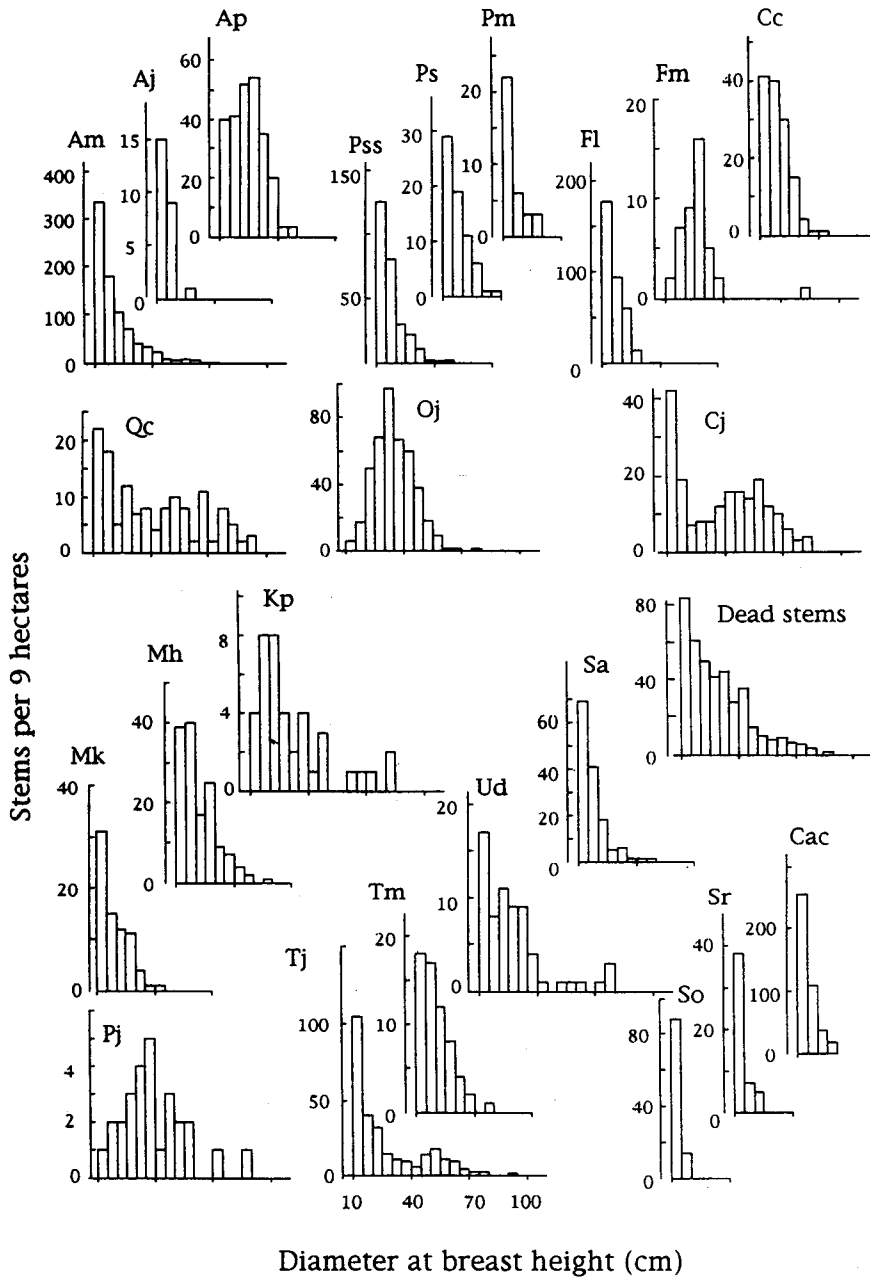 Ap
60
40
20
0
Aj
15
10
5
0
Am
400
300
200
100
0
Pm
20
10
0
Ps
30
20
10
0
Pss
150
50
Cc
40
20
0
Fm
20
10
0
Fl
200
100
0
Qc
20
10
0
Oj
80
40
0
Cj
40
20
0
Stems per 9 hectares
Kp
8
4
0
Mh
40
20
0
Mk
40
20
0
Dead stems
80
40
0
Sa
60
40
20
0
Ud
20
10
0
Tm
20
10
0
Tj
100
50
0
10 40 70 100
Pj
4
2
0
Cac
200
100
0
Sr
40
20
0
So
80
40
0
Diameter at breast height (cm)